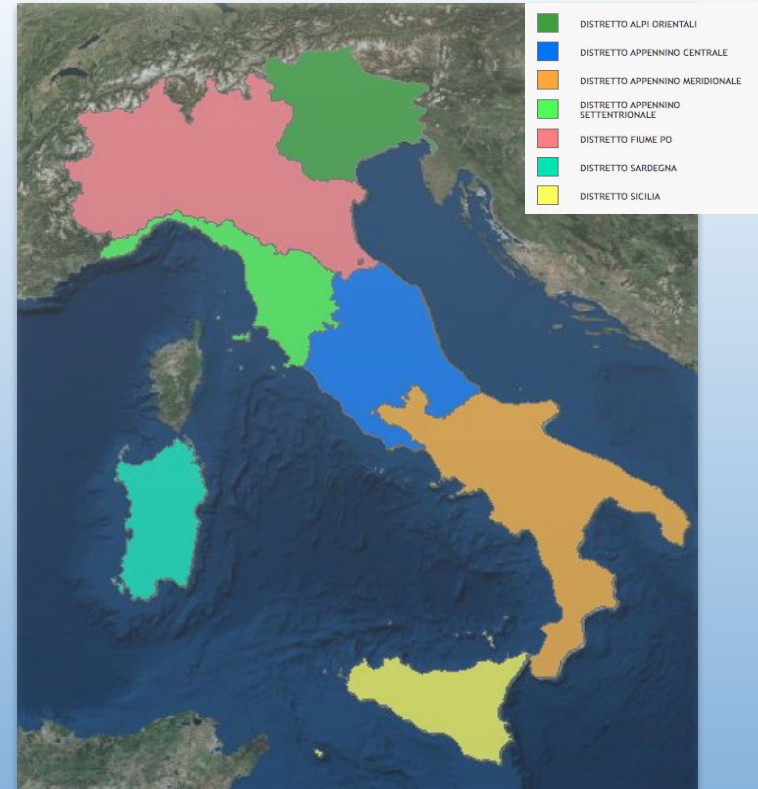 DISTRETTO ALPI ORIENTALI
DISTRETTO APPENNINO CENTRALE
DISTRETTO APPENNINO MERIDIONALE
DISTRETTO APPENNINO
SETTENTRIONALE
DISTRETTO FIUME PO
DISTRETTO SARDEGNA
DISTRETTO SICILIA